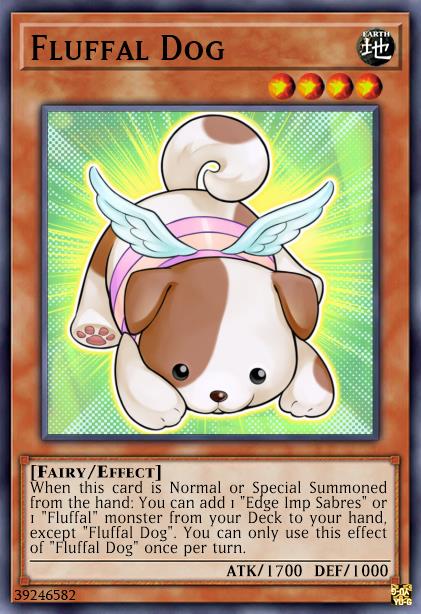 Fluffal Dog
EARTH
地
[Fairy/Effect]
When this card is Normal or Special Summoned
from the hand: You can add 1 "Edge Imp Sabres" or
1 "Fluffal" monster from your Deck to your hand,
except "Fluffal Dog". You can only use this effect
of "Fluffal Dog" once per turn.
ATK/1700 DEF/1000
39246582